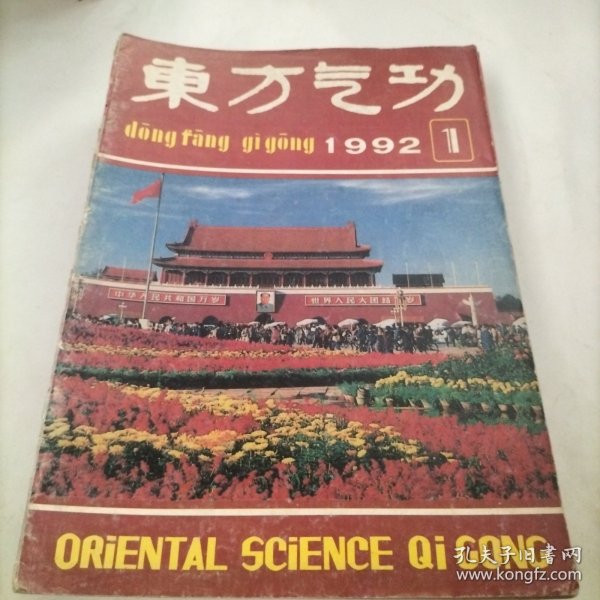 東方气功
dōng fāng qì gōng 1992 1
中华人民共和国万岁
世界人民大团结万岁
ORiENTAL SCiENCE Qi GONG
孔夫子旧书网
www.kongfz.com